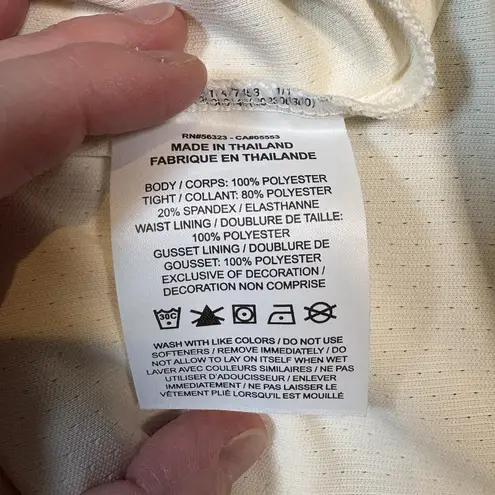 RN#56323 - CA#05553
MADE IN THAILAND
FABRIQUE EN THAILANDE
BODY / CORPS: 100% POLYESTER
TIGHT / COLLANT: 80% POLYESTER
20% SPANDEX / ELASTHANNE
WAIST LINING / DOUBLURE DE TAILLE:
100% POLYESTER
GUSSET LINING / DOUBLURE DE
GOUSSET: 100% POLYESTER
EXCLUSIVE OF DECORATION /
DECORATION NON COMPRISE
30C
WASH WITH LIKE COLORS / DO NOT USE
SOFTENERS / REMOVE IMMEDIATELY / DO
NOT ALLOW TO LAY ON ITSELF WHEN WET
LAVER AVEC COULEURS SIMILAIRES / NE PAS
UTILISER D'ADOUCISSEUR / ENLEVER
IMMEDIATEMENT / NE PAS LAISSER LE
VÊTEMENT PLIÉ LORSQU'IL EST MOUILLÉ